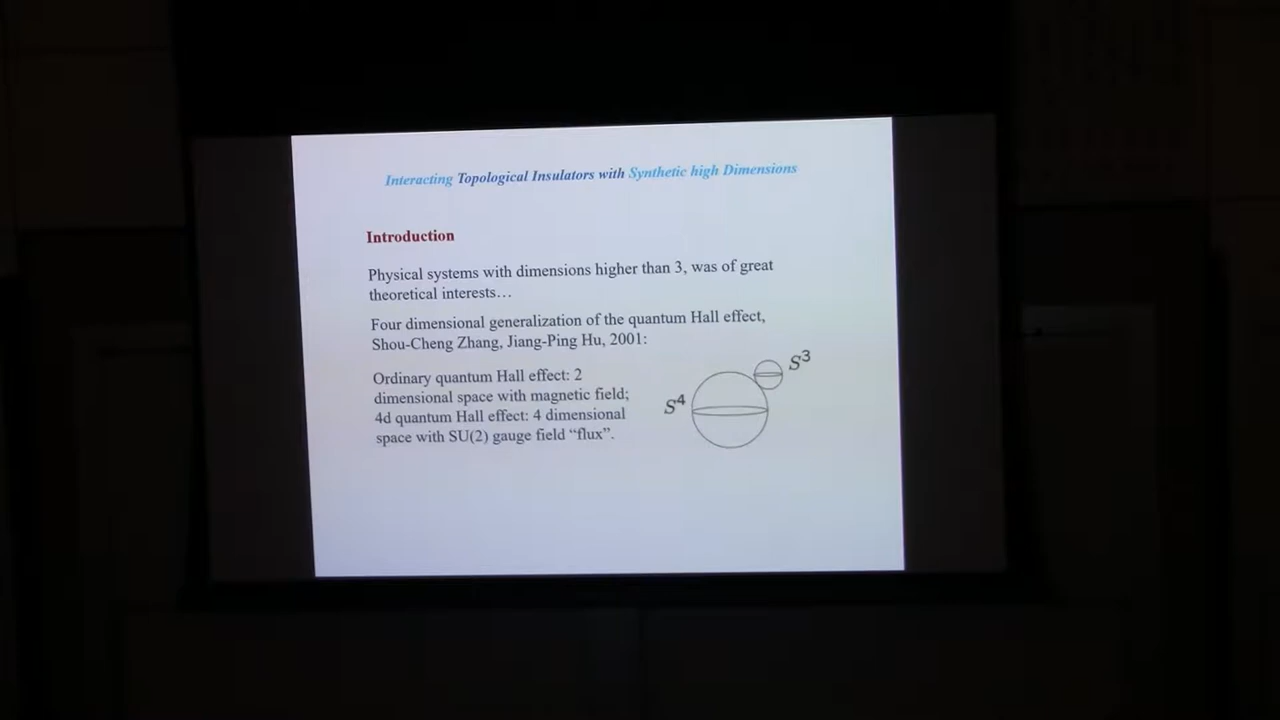 Interacting Topological Insulators with Synthetic high Dimensions
Introduction
Physical systems with dimensions higher than 3, was of great
theoretical interests…
Four dimensional generalization of the quantum Hall effect,
Shou-Cheng Zhang, Jiang-Ping Hu, 2001:
Ordinary quantum Hall effect: 2
dimensional space with magnetic field;
4d quantum Hall effect: 4 dimensional
space with SU(2) gauge field “flux”.
S⁴
S³